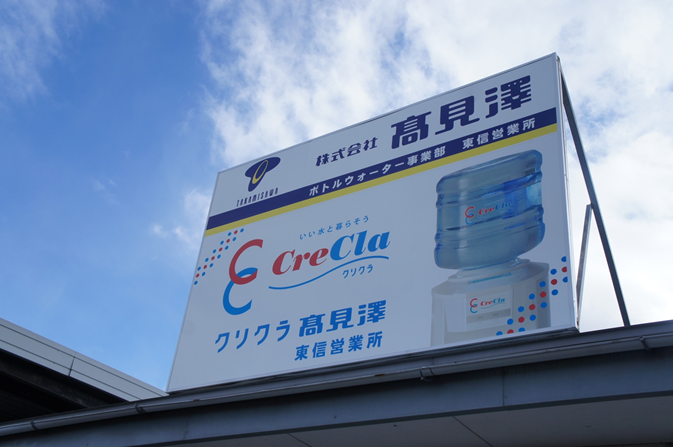 TAKAMISAWA
株式会社 髙見澤
ボトルウォーター事業部 東信営業所
いい水と暮らそう
CreCla
クリクラ
クリクラ 髙見澤
東信営業所
CreCla
CreCla